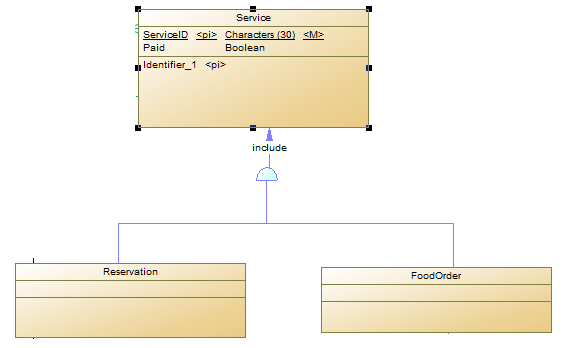 Service
ServiceID <pi> Characters (30) <M>
Paid Boolean
Identifier_1 <pi>
include
Reservation
FoodOrder